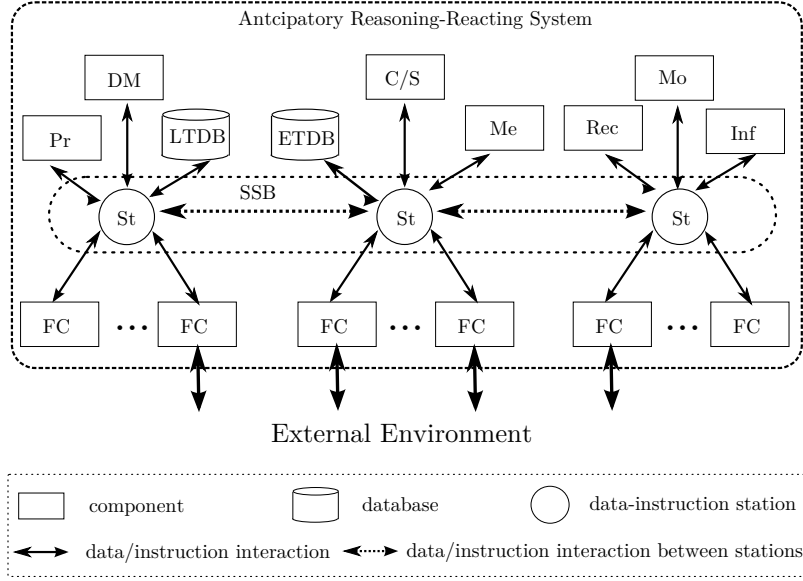 Antcipatory Reasoning-Reacting System
DM
C/S
Mo
Pr
LTDB
ETDB
Me
Rec
Inf
SSB
St
St
St
FC
...
FC
FC
...
FC
FC
...
FC
External Environment
component
database
data-instruction station
data/instruction interaction
data/instruction interaction between stations